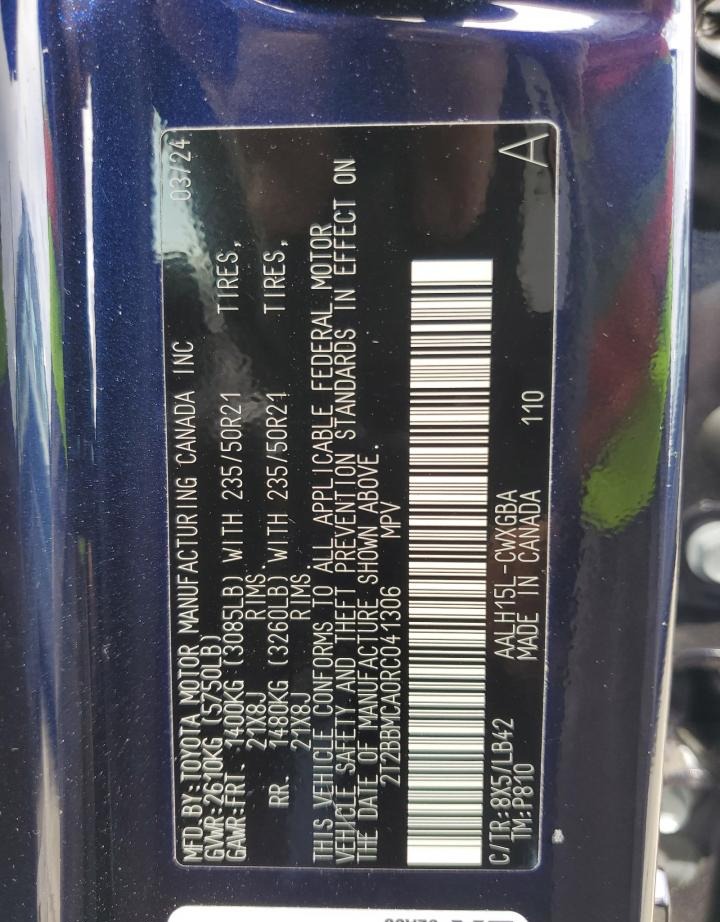 MFD.BY:TOYOTA MOTOR MANUFACTURING CANADA INC 03/24
GVWR:2610KG (5750LB)
GAWR:FRT. 1400KG (3085LB) WITH 235/50R21 TIRES,
21X8J RIMS.
RR. 1480KG (3260LB) WITH 235/50R21 TIRES,
21X8J RIMS.
THIS VEHICLE CONFORMS TO ALL APPLICABLE FEDERAL MOTOR
VEHICLE SAFETY AND THEFT PREVENTION STANDARDS IN EFFECT ON
THE DATE OF MANUFACTURE SHOWN ABOVE.
2T2BBMCA0RC041306 MPV
C/TR:8X5/LB42 AALH15L-CWXGBA
TM:P810 MADE IN CANADA 110 A